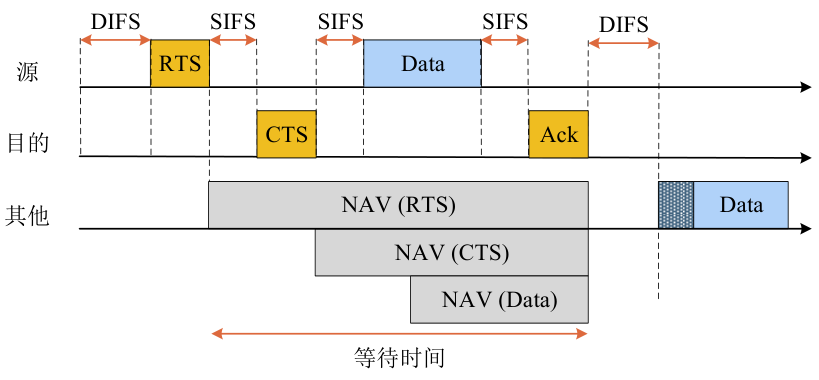 DIFS SIFS SIFS SIFS DIFS
源 RTS Data
目的 CTS Ack
其他 NAV (RTS) Data
NAV (CTS)
NAV (Data)
等待时间